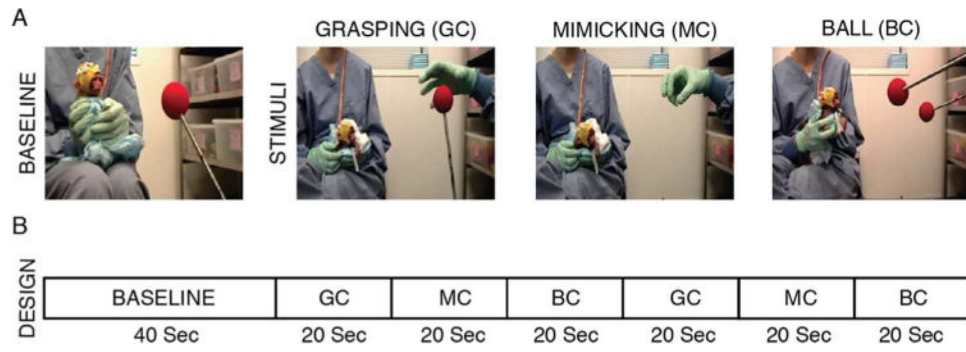 A
GRASPING (GC)
MIMICKING (MC)
BALL (BC)
BASELINE
STIMULI
B
DESIGN
BASELINE
GC
MC
BC
GC
MC
BC
40 Sec
20 Sec
20 Sec
20 Sec
20 Sec
20 Sec
20 Sec